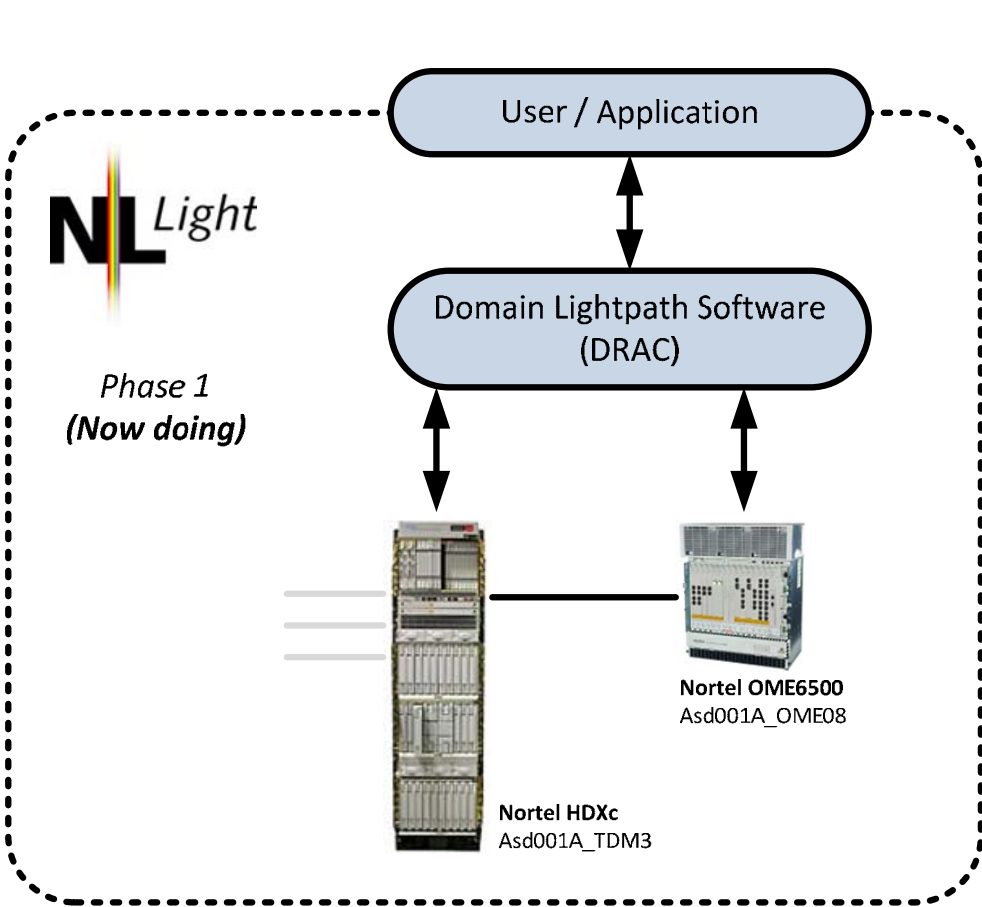 User / Application
NL Light
Domain Lightpath Software
(DRAC)
Phase 1
(Now doing)
Nortel OME6500
Asd001A_OME08
Nortel HDXc
Asd001A_TDM3